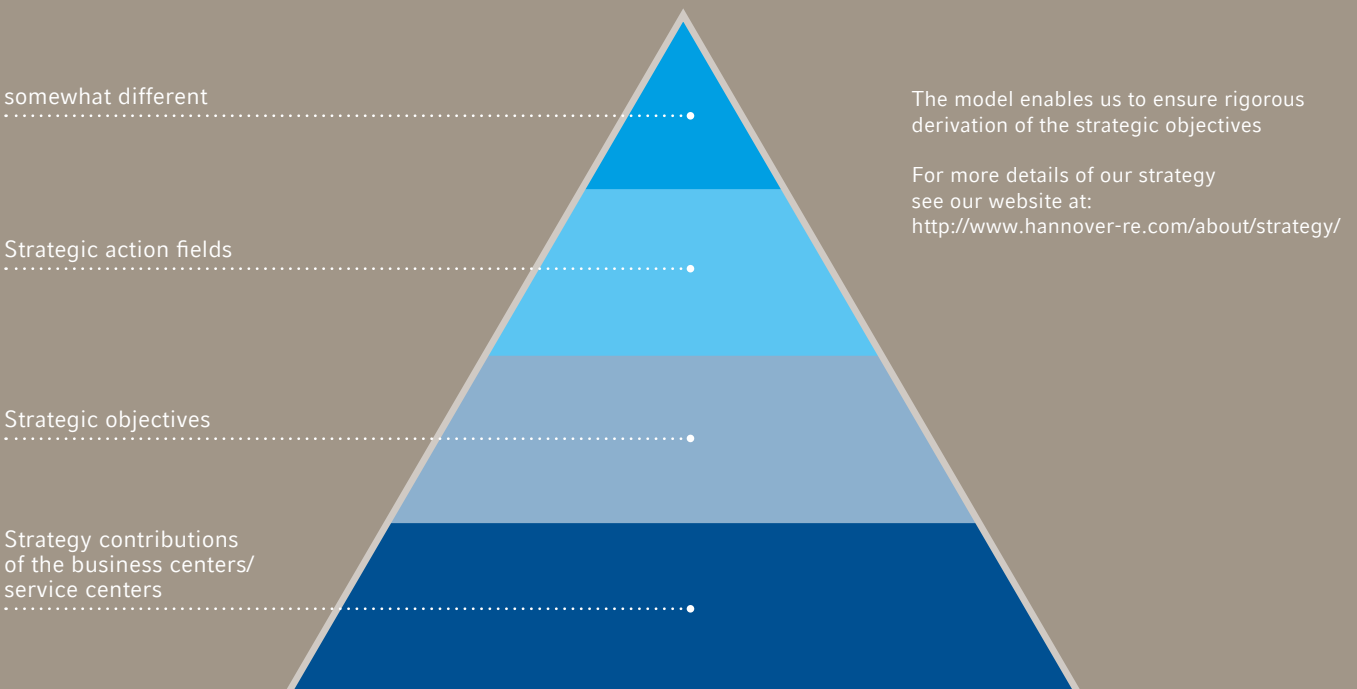 somewhat different
Strategic action fields
Strategic objectives
Strategy contributions
of the business centers/
service centers
The model enables us to ensure rigorous
derivation of the strategic objectives
For more details of our strategy
see our website at:
http://www.hannover-re.com/about/strategy/